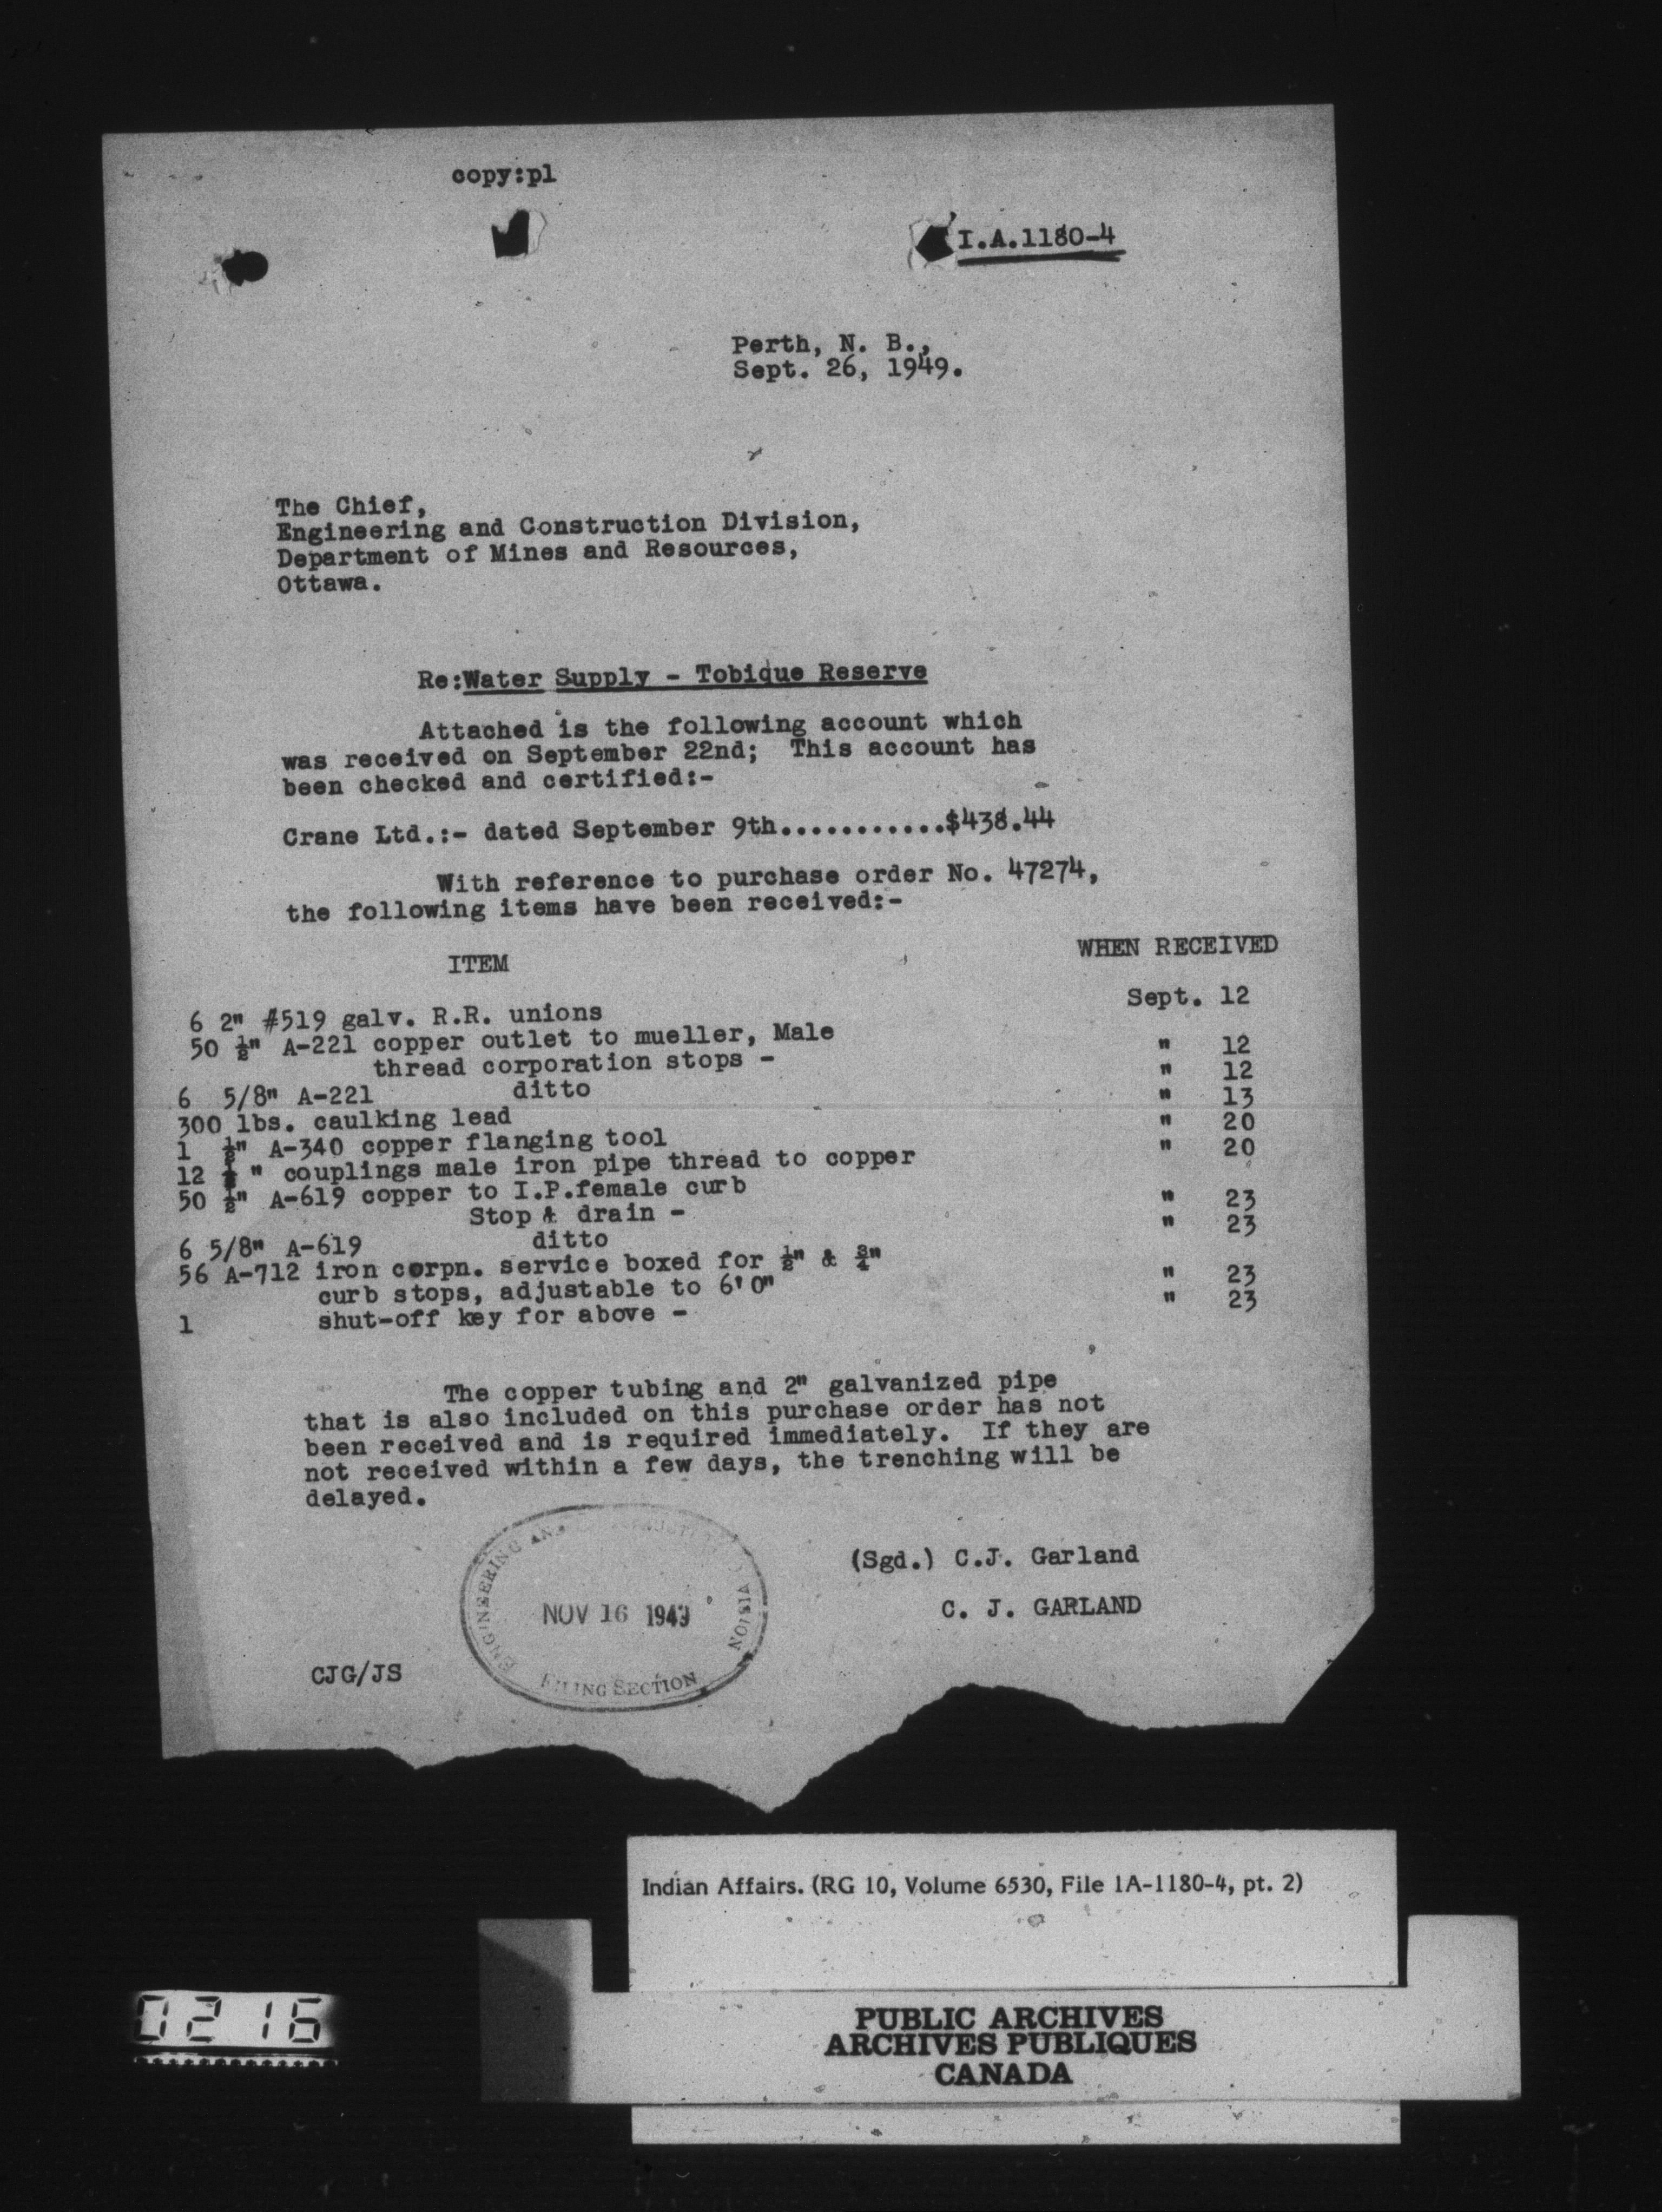 copy:pl
I.A.1180-4
Perth, N. B.,
Sept. 26, 1949.
The Chief,
Engineering and Construction Division,
Department of Mines and Resources,
Ottawa.
Re:Water Supply - Tobique Reserve
Attached is the following account which
was received on September 22nd; This account has
been checked and certified:-
Crane Ltd.:- dated September 9th............$438.44
With reference to purchase order No. 47274,
the following items have been received:-
ITEM WHEN RECEIVED
6 2" #519 galv. R.R. unions Sept. 12
50 ½" A-221 copper outlet to mueller, Male
thread corporation stops - " 12
6 5/8" A-221 ditto " 12
300 lbs. caulking lead " 13
1 ½" A-340 copper flanging tool " 20
12 ½ " couplings male iron pipe thread to copper " 20
50 ½" A-619 copper to I.P.female curb
Stop & drain - " 23
6 5/8" A-619 ditto " 23
56 A-712 iron corpn. service boxed for ½" & ¾"
curb stops, adjustable to 6'0" " 23
1 shut-off key for above - " 23
The copper tubing and 2" galvanized pipe
that is also included on this purchase order has not
been received and is required immediately. If they are
not received within a few days, the trenching will be
delayed.
(Sgd.) C.J. Garland
C. J. GARLAND
ENGINEERING AND CONSTRUCTION DIVISION
NOV 16 1949
FILING SECTION
CJG/JS
Indian Affairs. (RG 10, Volume 6530, File 1A-1180-4, pt. 2)
PUBLIC ARCHIVES
ARCHIVES PUBLIQUES
CANADA
0216